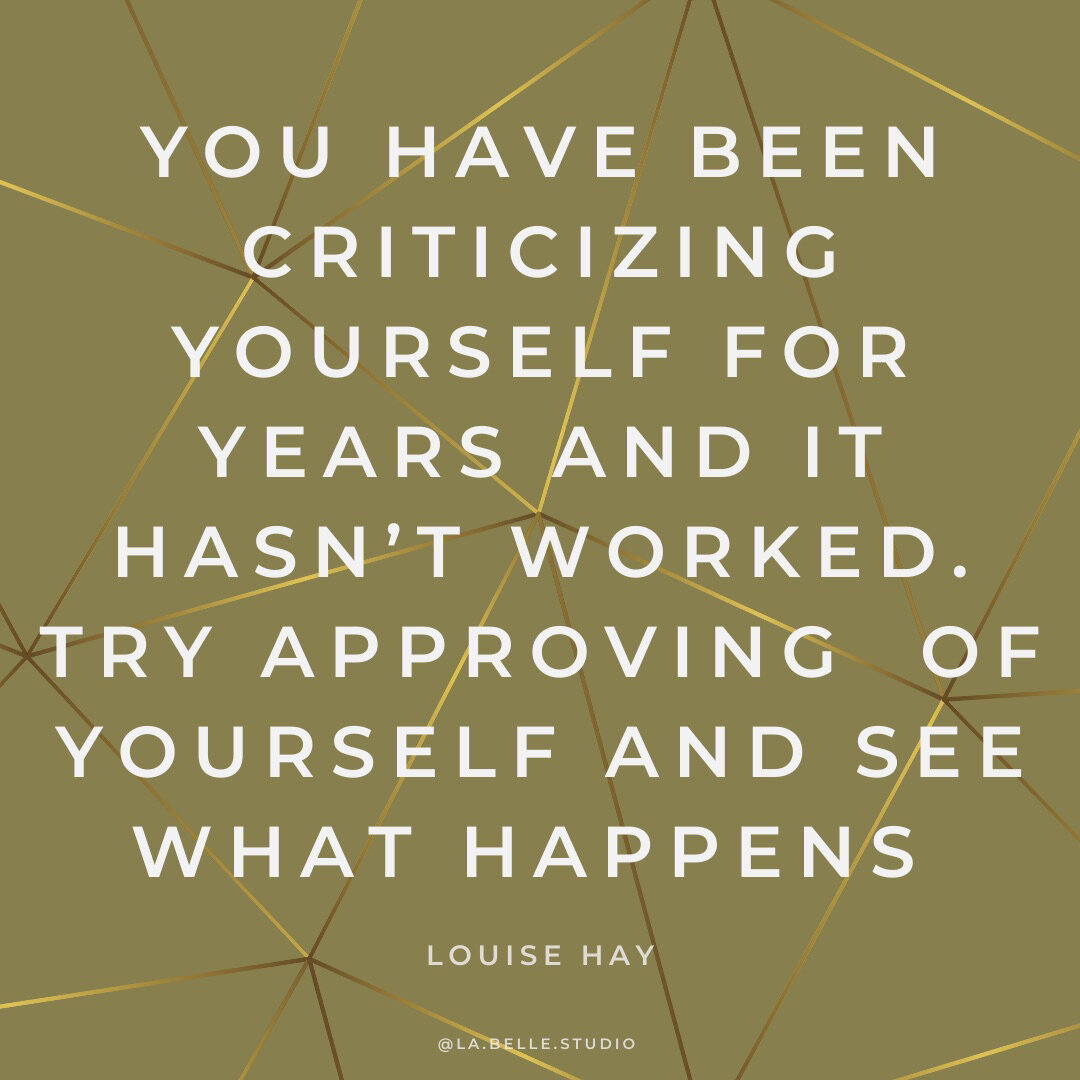 YOU HAVE BEEN
CRITICIZING
YOURSELF FOR
YEARS AND IT
HASN’T WORKED.
TRY APPROVING  OF
YOURSELF AND SEE
WHAT HAPPENS
LOUISE HAY
@LA.BELLE.STUDIO